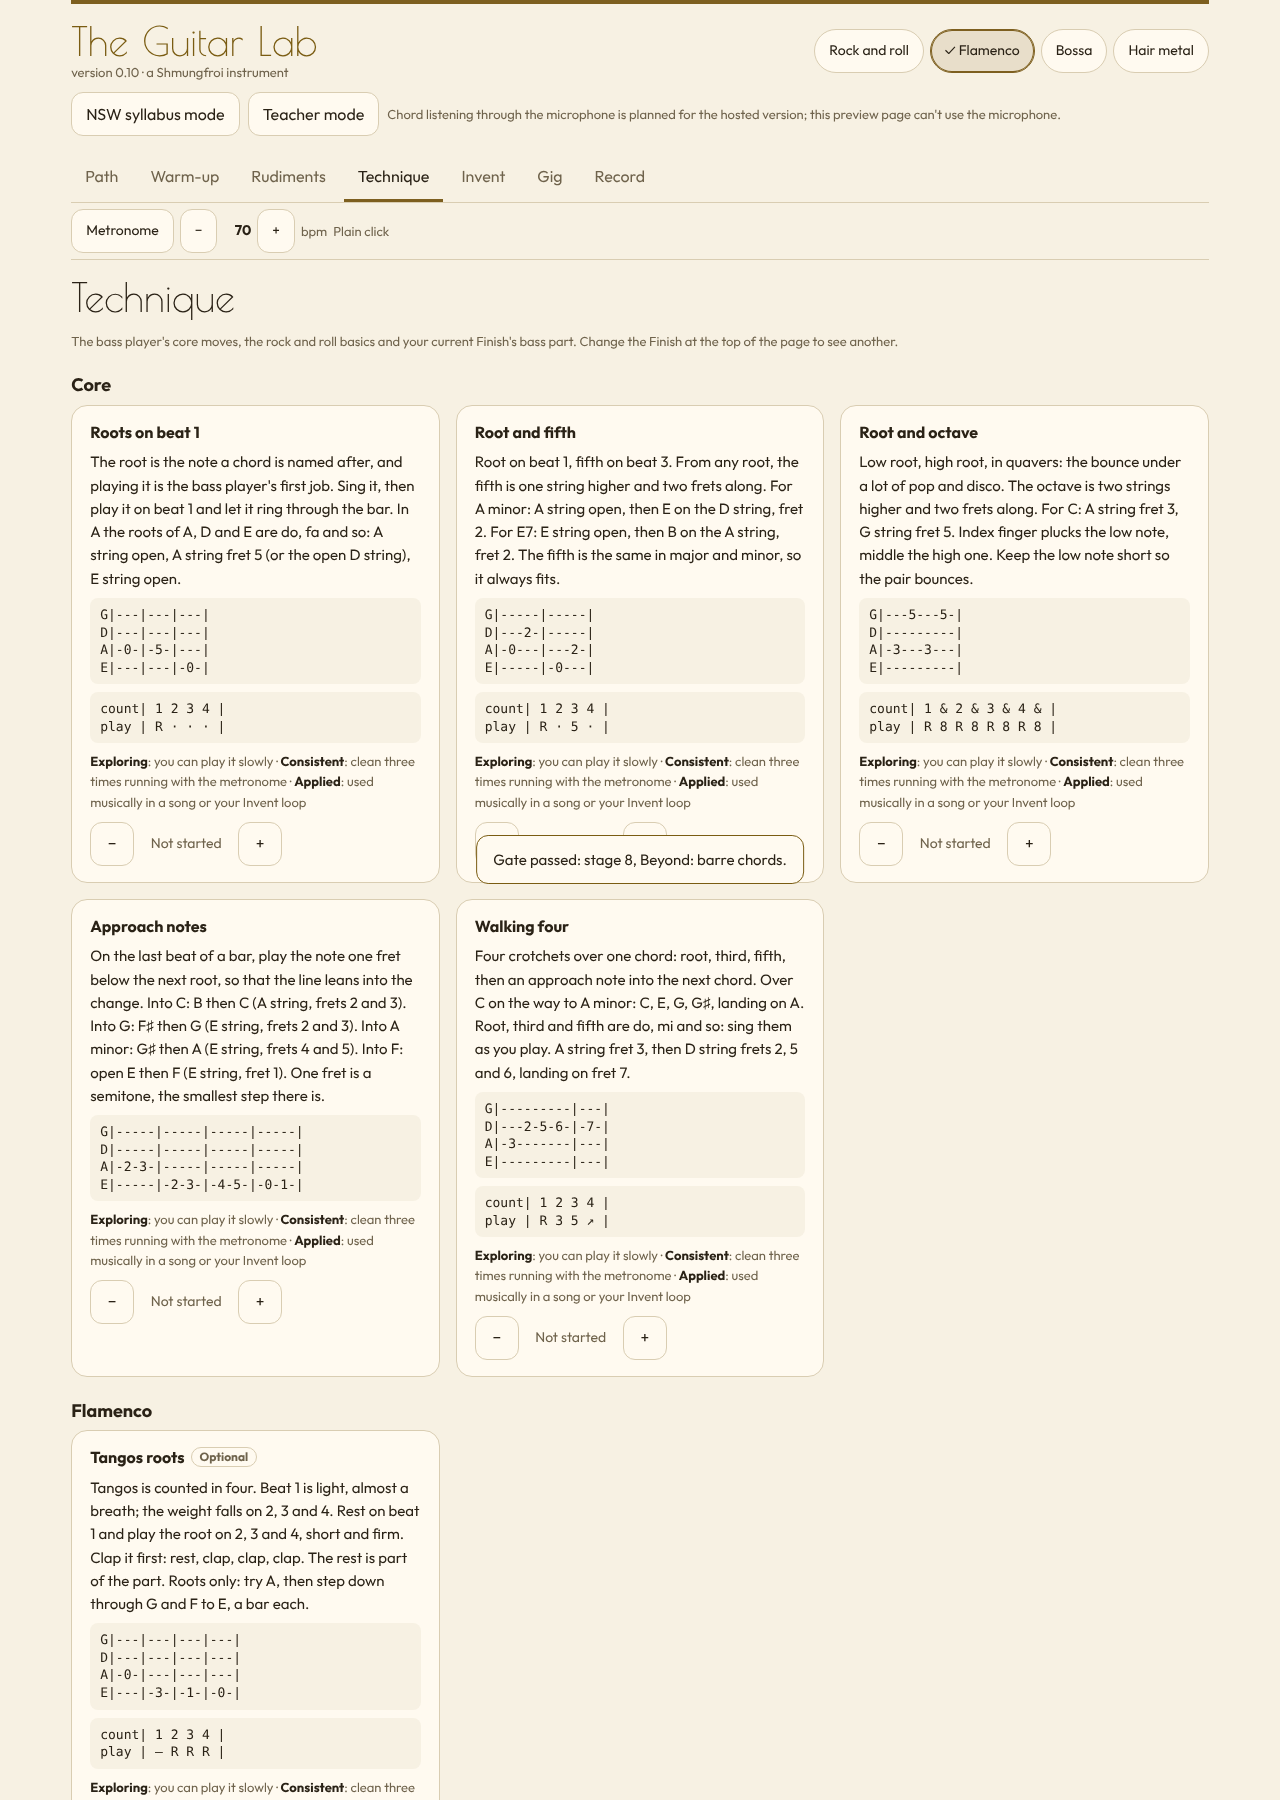 The Guitar Lab
version 0.10 · a Shmungfroi instrument
Rock and roll
✓ Flamenco
Bossa
Hair metal
NSW syllabus mode
Teacher mode
Chord listening through the microphone is planned for the hosted version; this preview page can't use the microphone.
Path
Warm-up
Rudiments
Technique
Invent
Gig
Record
Metronome
−
70
+
bpm Plain click
Technique
The bass player's core moves, the rock and roll basics and your current Finish's bass part. Change the Finish at the top of the page to see another.
Core
Roots on beat 1
The root is the note a chord is named after, and
playing it is the bass player's first job. Sing it, then
play it on beat 1 and let it ring through the bar. In
A the roots of A, D and E are do, fa and so: A
string open, A string fret 5 (or the open D string),
E string open.
G|---|---|---|
D|---|---|---|
A|-0-|-5-|---|
E|---|---|-0-|
count| 1 2 3 4 |
play | R · · · |
Exploring: you can play it slowly · Consistent: clean three
times running with the metronome · Applied: used
musically in a song or your Invent loop
−
Not started
+
Root and fifth
Root on beat 1, fifth on beat 3. From any root, the
fifth is one string higher and two frets along. For
A minor: A string open, then E on the D string, fret
2. For E7: E string open, then B on the A string,
fret 2. The fifth is the same in major and minor, so
it always fits.
G|-----|-----|
D|---2-|-----|
A|-0---|---2-|
E|-----|-0---|
count| 1 2 3 4 |
play | R · 5 · |
Exploring: you can play it slowly · Consistent: clean three
times running with the metronome · Applied: used
musically in a song or your Invent loop
Gate passed: stage 8, Beyond: barre chords.
Root and octave
Low root, high root, in quavers: the bounce under
a lot of pop and disco. The octave is two strings
higher and two frets along. For C: A string fret 3,
G string fret 5. Index finger plucks the low note,
middle the high one. Keep the low note short so
the pair bounces.
G|---5---5-|
D|---------|
A|-3---3---|
E|---------|
count| 1 & 2 & 3 & 4 & |
play | R 8 R 8 R 8 R 8 |
Exploring: you can play it slowly · Consistent: clean three
times running with the metronome · Applied: used
musically in a song or your Invent loop
−
Not started
+
Approach notes
On the last beat of a bar, play the note one fret
below the next root, so that the line leans into the
change. Into C: B then C (A string, frets 2 and 3).
Into G: F♯ then G (E string, frets 2 and 3). Into A
minor: G♯ then A (E string, frets 4 and 5). Into F:
open E then F (E string, fret 1). One fret is a
semitone, the smallest step there is.
G|-----|-----|-----|-----|
D|-----|-----|-----|-----|
A|-2-3-|-----|-----|-----|
E|-----|-2-3-|-4-5-|-0-1-|
Exploring: you can play it slowly · Consistent: clean three
times running with the metronome · Applied: used
musically in a song or your Invent loop
−
Not started
+
Walking four
Four crotchets over one chord: root, third, fifth,
then an approach note into the next chord. Over
C on the way to A minor: C, E, G, G♯, landing on A.
Root, third and fifth are do, mi and so: sing them
as you play. A string fret 3, then D string frets 2, 5
and 6, landing on fret 7.
G|---------|---|
D|---2-5-6-|-7-|
A|-3-------|---|
E|---------|---|
count| 1 2 3 4 |
play | R 3 5 ↗ |
Exploring: you can play it slowly · Consistent: clean three
times running with the metronome · Applied: used
musically in a song or your Invent loop
−
Not started
+
Flamenco
Tangos roots
Optional
Tangos is counted in four. Beat 1 is light, almost a
breath; the weight falls on 2, 3 and 4. Rest on beat
1 and play the root on 2, 3 and 4, short and firm.
Clap it first: rest, clap, clap, clap. The rest is part
of the part. Roots only: try A, then step down
through G and F to E, a bar each.
G|---|---|---|---|
D|---|---|---|---|
A|-0-|---|---|---|
E|---|-3-|-1-|-0-|
count| 1 2 3 4 |
play | – R R R |
Exploring: you can play it slowly · Consistent: clean three